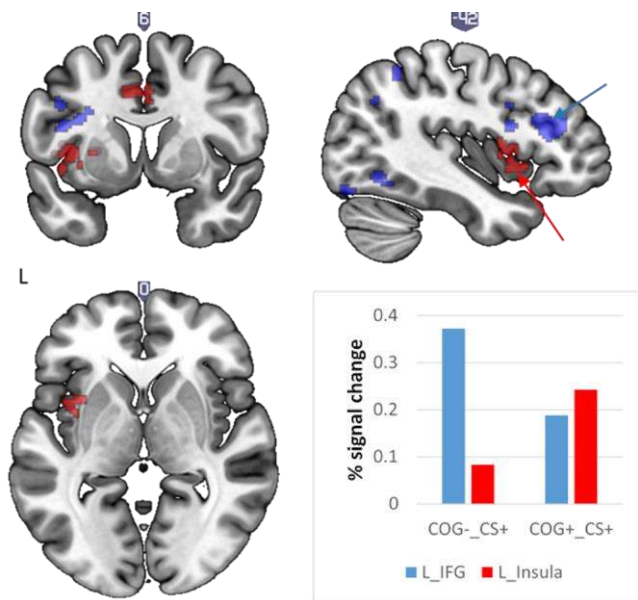 6
-42
L
0
% signal change
0.4
0.3
0.2
0.1
0
COG-_CS+ COG+_CS+
L_IFG L_Insula